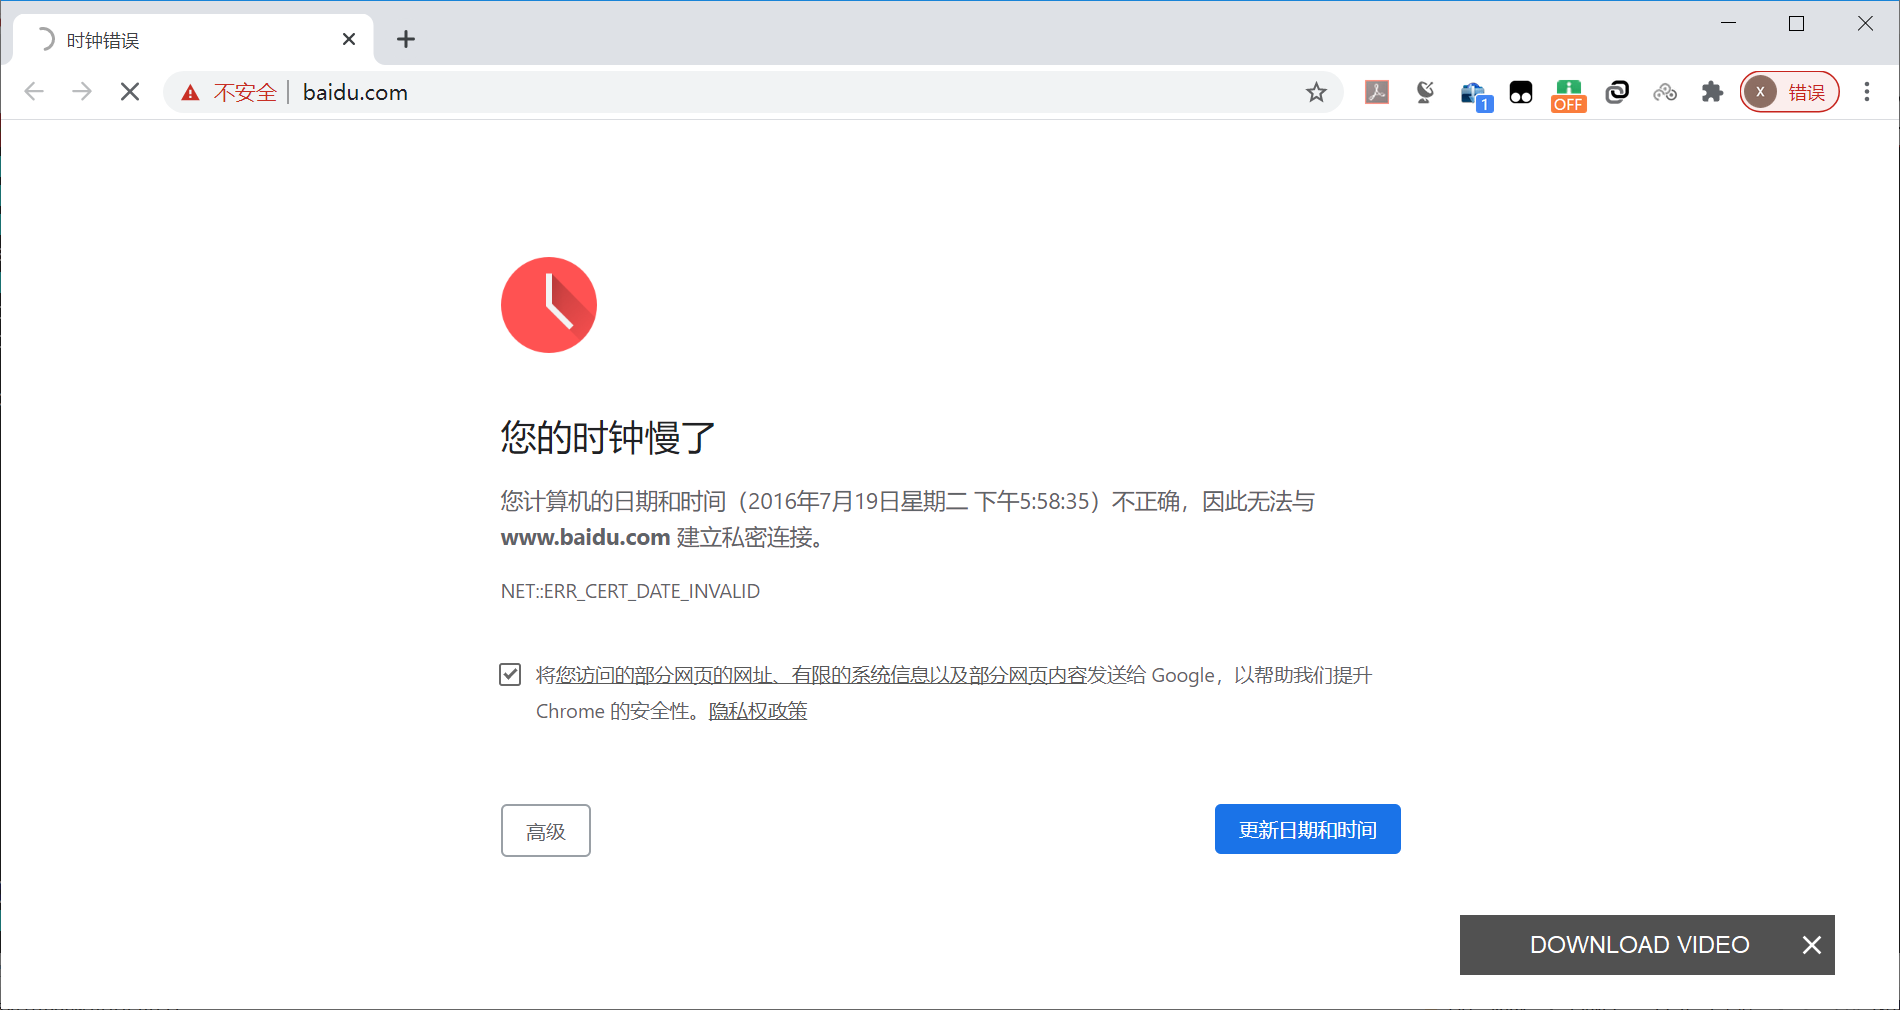 时钟错误
不安全 baidu.com
1
OFF
x 错误
您的时钟慢了
您计算机的日期和时间（2016年7月19日星期二 下午5:58:35）不正确，因此无法与
www.baidu.com 建立私密连接。
NET::ERR_CERT_DATE_INVALID
将您访问的部分网页的网址、有限的系统信息以及部分网页内容发送给 Google，以帮助我们提升
Chrome 的安全性。隐私权政策
高级
更新日期和时间
DOWNLOAD VIDEO